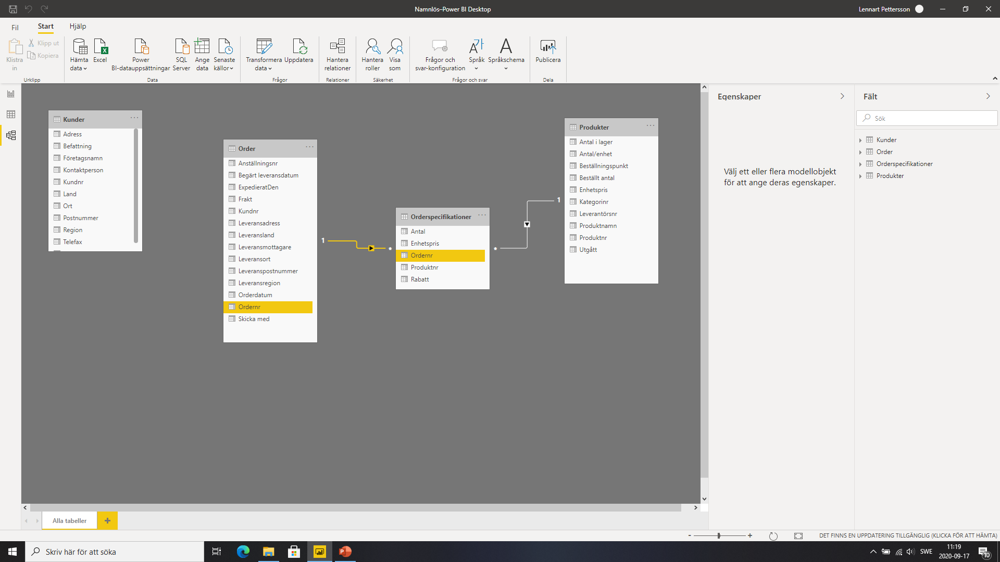 Namnlös–Power BI Desktop
Lennart Pettersson
Fil
Start
Hjälp
Klistra in
Klipp ut
Kopiera
Urklipp
Hämta data
Excel
Power BI-datauppsättningar
SQL Server
Ange data
Senaste källor
Data
Transformera data
Uppdatera
Frågor
Hantera relationer
Relationer
Hantera roller
Visa som
Säkerhet
Frågor och svar-konfiguration
Språk
Språkschema
Frågor och svar
Publicera
Dela
Kunder
Adress
Befattning
Företagsnamn
Kontaktperson
Kundnr
Land
Ort
Postnummer
Region
Telefax
Order
Anställningsnr
Begärt leveransdatum
ExpedieratDen
Frakt
Kundnr
Leveransadress
Leveransland
Leveransmottagare
Leveransort
Leveranspostnummer
Leveransregion
Orderdatum
Ordernr
Skicka med
1
*
Orderspecifikationer
Antal
Enhetspris
Ordernr
Produktnr
Rabatt
*
1
Produkter
Antal i lager
Antal/enhet
Beställningspunkt
Beställt antal
Enhetspris
Kategorinr
Leverantörsnr
Produktnamn
Produktnr
Utgått
Egenskaper
Välj ett eller flera modellobjekt
för att ange deras egenskaper.
Fält
Sök
Kunder
Order
Orderspecifikationer
Produkter
Alla tabeller
+
- +
DET FINNS EN UPPDATERING TILLGÄNGLIG (KLICKA FÖR ATT HÄMTA)
Skriv här för att söka
SWE
11:19
2020-09-17
10